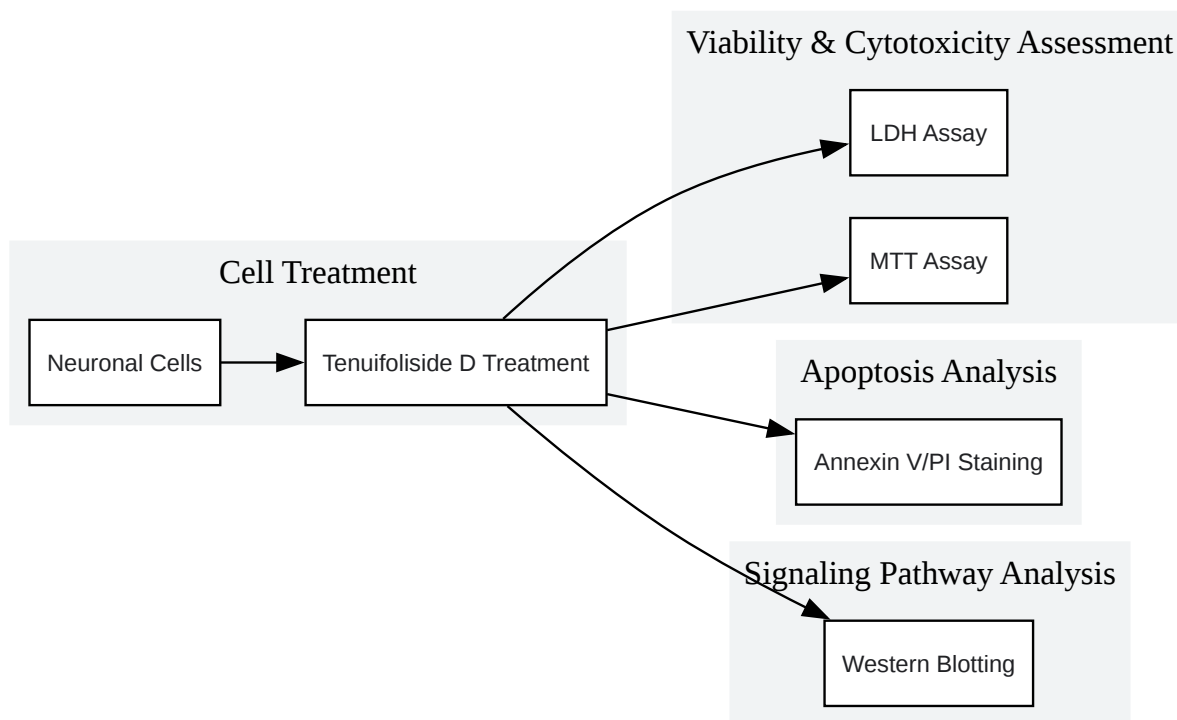 Viability & Cytotoxicity Assessment
LDH Assay
MTT Assay
Cell Treatment
Neuronal Cells
Tenuifoliside D Treatment
Apoptosis Analysis
Annexin V/PI Staining
Signaling Pathway Analysis
Western Blotting